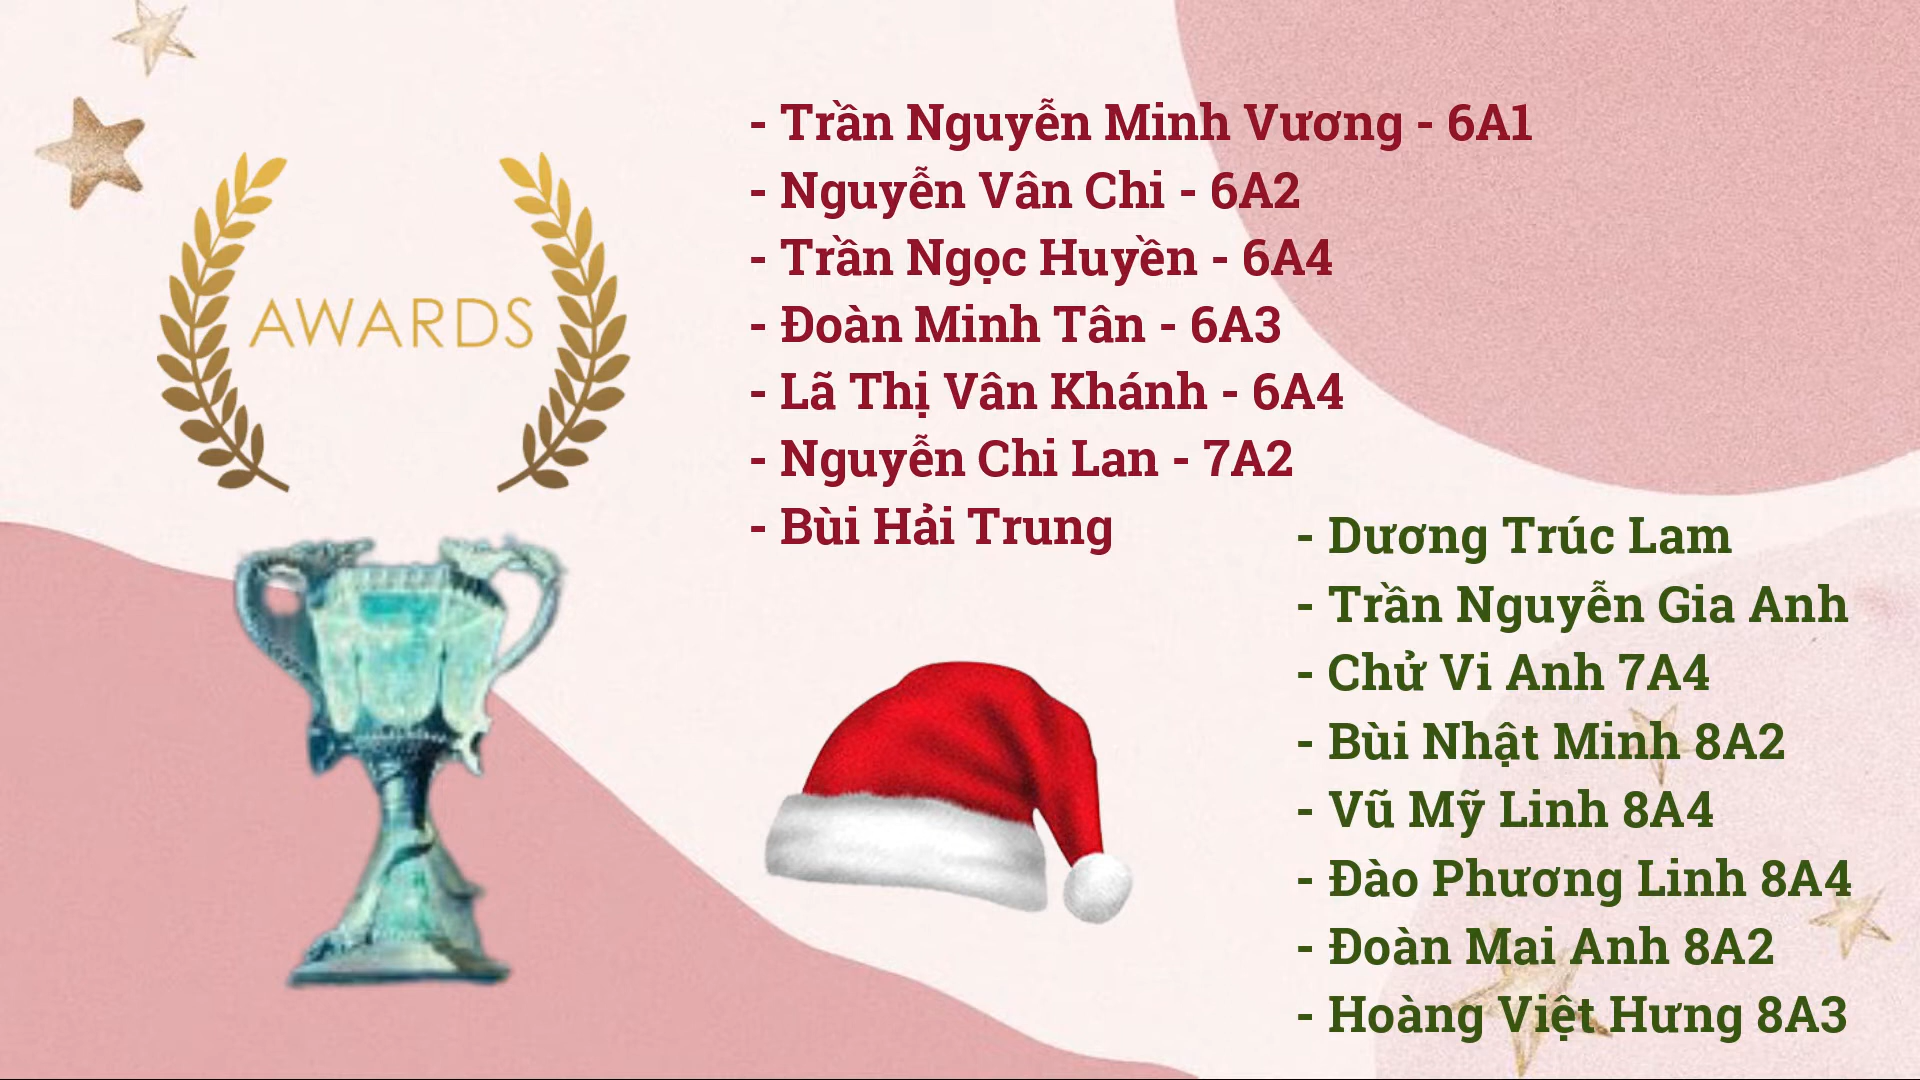 AWARDS
- Trần Nguyễn Minh Vương - 6A1
- Nguyễn Vân Chi - 6A2
- Trần Ngọc Huyền - 6A4
- Đoàn Minh Tân - 6A3
- Lã Thị Vân Khánh - 6A4
- Nguyễn Chi Lan - 7A2
- Bùi Hải Trung
- Dương Trúc Lam
- Trần Nguyễn Gia Anh
- Chử Vi Anh 7A4
- Bùi Nhật Minh 8A2
- Vũ Mỹ Linh 8A4
- Đào Phương Linh 8A4
- Đoàn Mai Anh 8A2
- Hoàng Việt Hưng 8A3